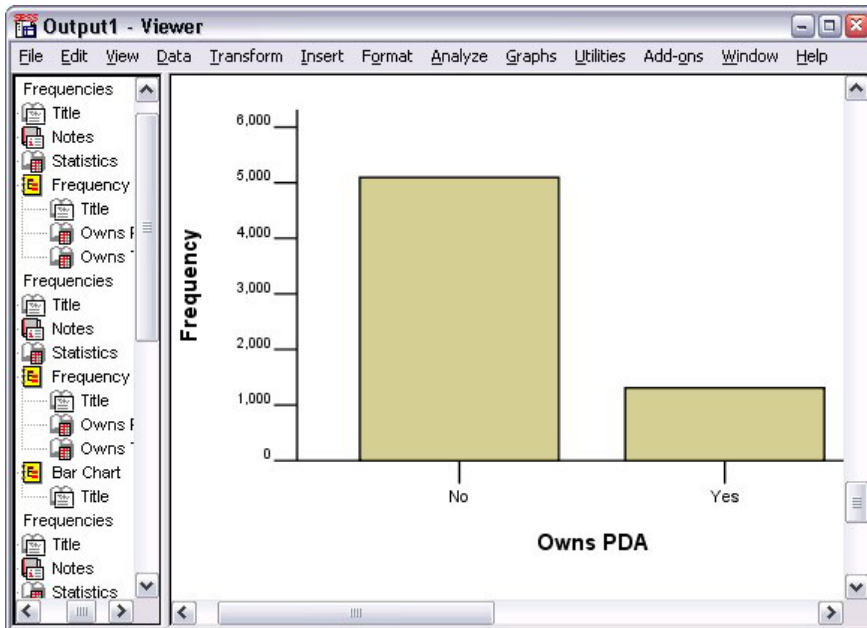 Output1 - Viewer
File Edit View Data Transform Insert Format Analyze Graphs Utilities Add-ons Window Help
Frequencies
Title
Notes
Statistics
Frequency
Title
Owns
Owns
Frequencies
Title
Notes
Statistics
Frequency
Title
Owns
Owns
Bar Chart
Title
Frequencies
Title
Notes
Statistics
Frequency
6,000
5,000
4,000
3,000
2,000
1,000
0
No Yes
Owns PDA